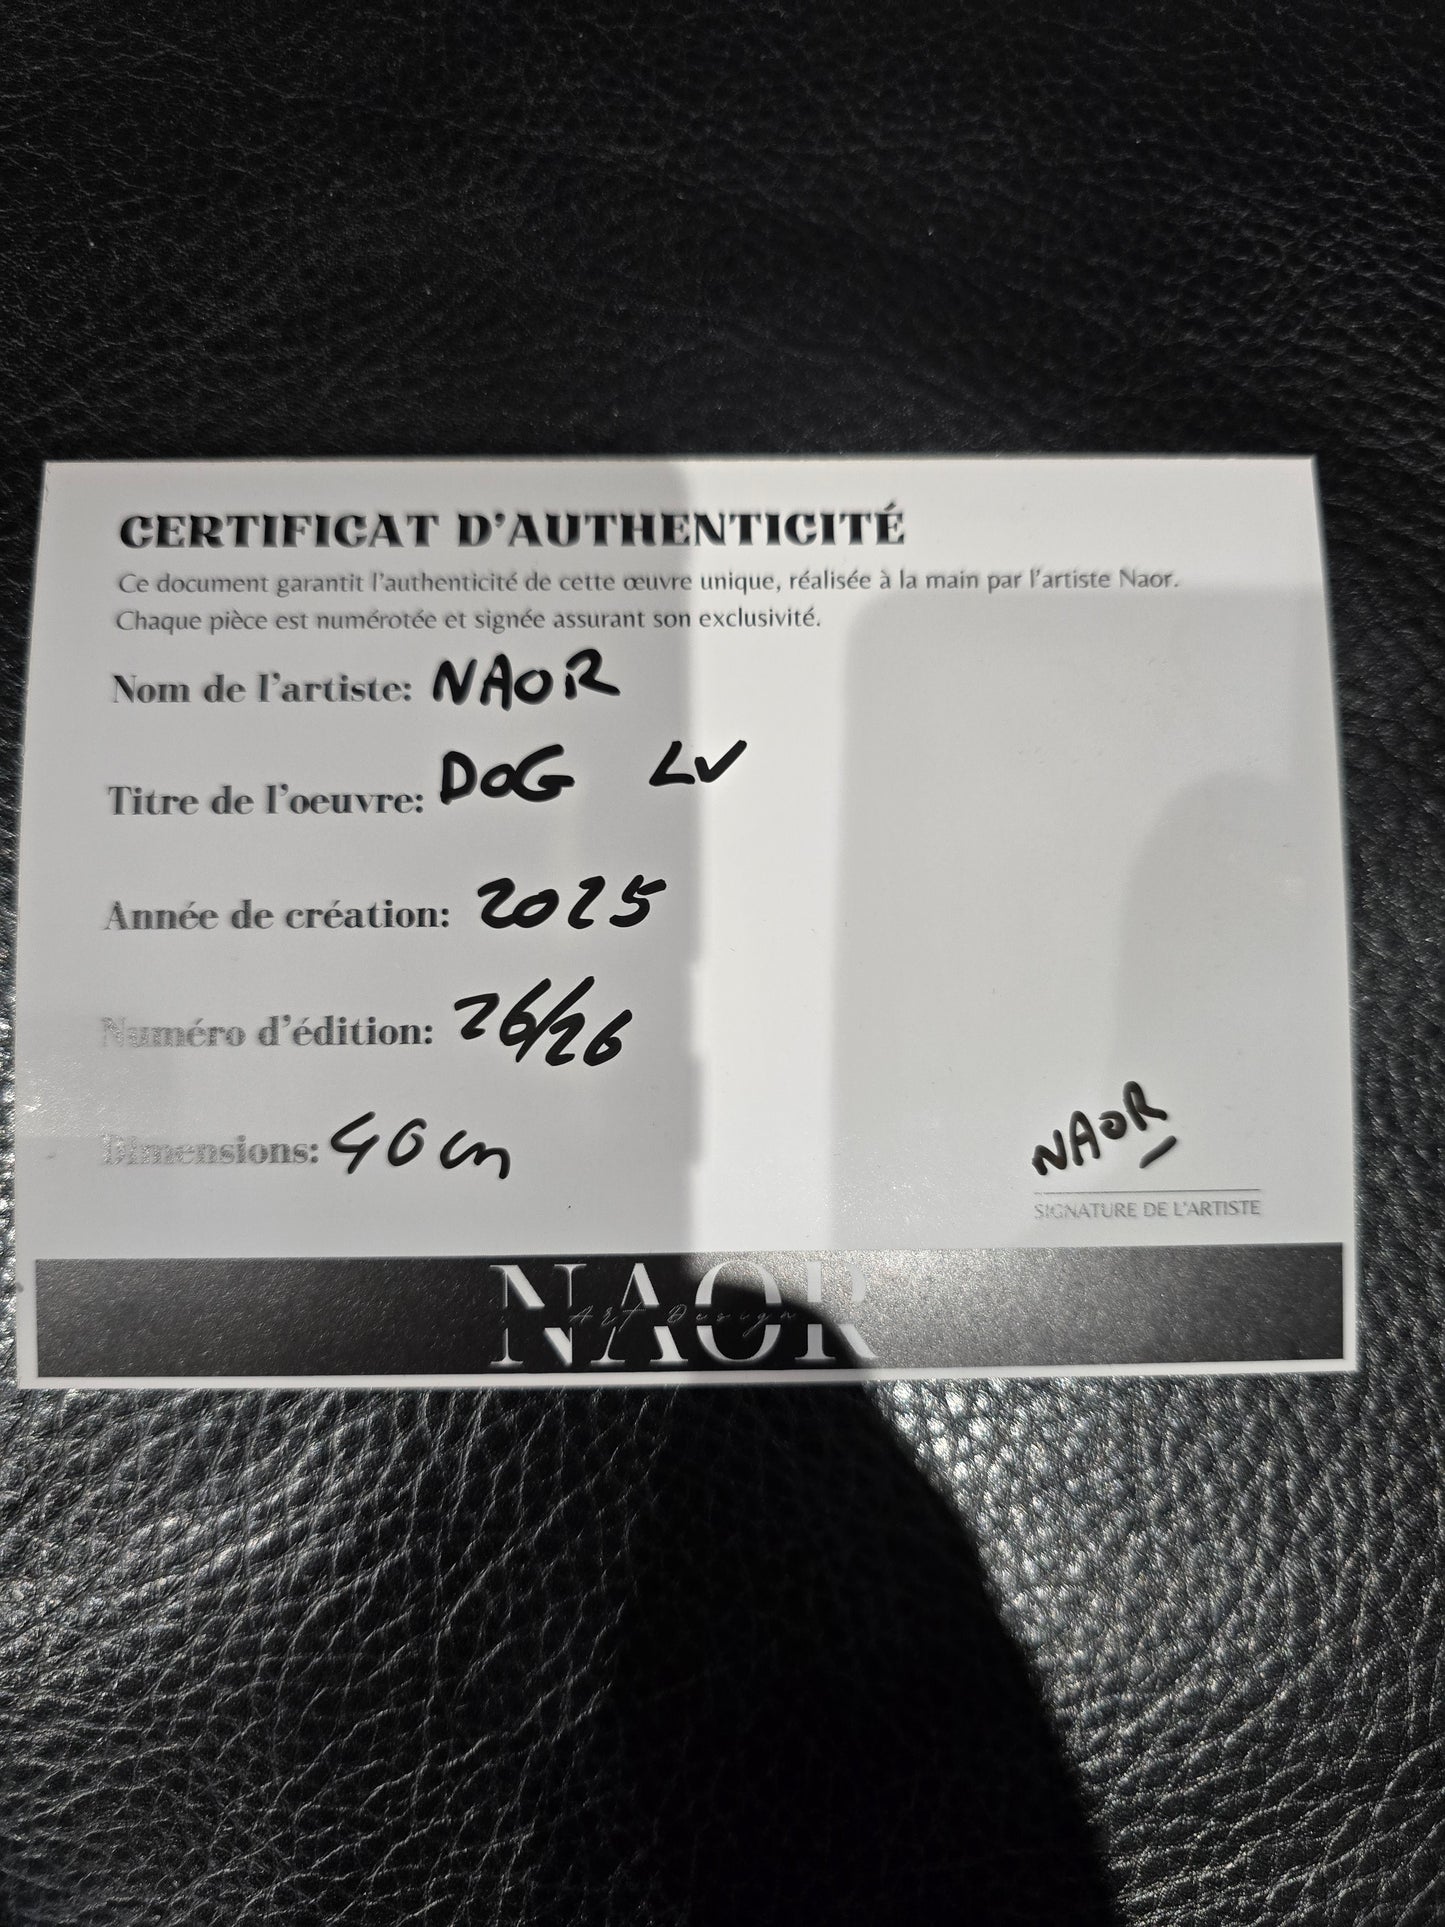 CERTIFICAT D'AUTHENTICITÉ
Ce document garantit l'authenticité de cette œuvre unique, réalisée à la main par l'artiste Naor.
Chaque pièce est numérotée et signée assurant son exclusivité.
Nom de l'artiste: NAOR
Titre de l'oeuvre: DOG LV
Année de création: 2025
Numéro d'édition: 26/26
Dimensions: 40cm
NAOR
SIGNATURE DE L'ARTISTE
NAOR
Art Design